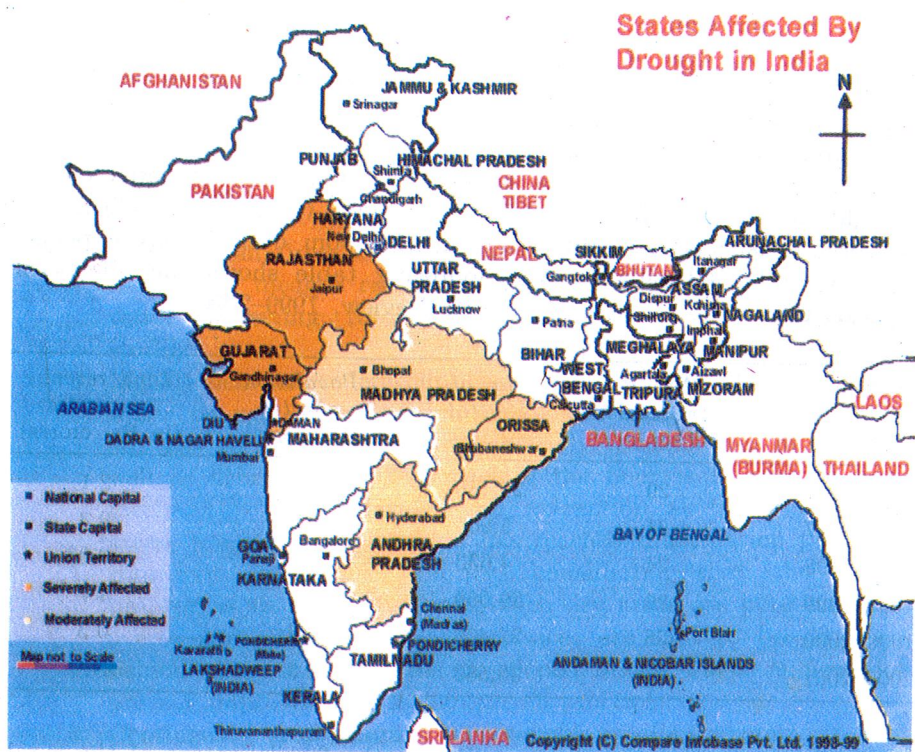 States Affected By
Drought in India
N
AFGHANISTAN
JAMMU & KASHMIR
Srinagar
PUNJAB
HIMACHAL PRADESH
Shimla
Chandigarh
PAKISTAN
CHINA
TIBET
HARYANA
New Delhi
DELHI
RAJASTHAN
Jaipur
NEPAL
SIKKIM
Gangtok
BHUTAN
ARUNACHAL PRADESH
Itanagar
UTTAR
PRADESH
Lucknow
ASSAM
Dispur
Kohima
NAGALAND
Shillong
Imphal
Patna
BIHAR
MEGHALAYA
MANIPUR
GUJARAT
Gandhinagar
Bhopal
MADHYA PRADESH
WEST
BENGAL
Calcutta
Agartala
Aizawl
TRIPURA
MIZORAM
ARABIAN SEA
DIU
DAMAN
DADRA & NAGAR HAVELI
Mumbai
MAHARASHTRA
ORISSA
Bhubaneshwar
BANGLADESH
MYANMAR
(BURMA)
LAOS
THAILAND
National Capital
State Capital
Union Territory
Severely Affected
Moderately Affected
Map not to Scale
Hyderabad
ANDHRA
PRADESH
BAY OF BENGAL
GOA
Panaji
Bangalore
KARNATAKA
Chennai
(Madras)
Kavaratti
PONDICHERRY
(Mahe)
PONDICHERRY
LAKSHADWEEP
(INDIA)
TAMILNADU
Port Blair
ANDAMAN & NICOBAR ISLANDS
(INDIA)
KERALA
Thiruvananthapuram
SRI LANKA
Copyright (C) Compare Infobase Pvt. Ltd. 1998-99